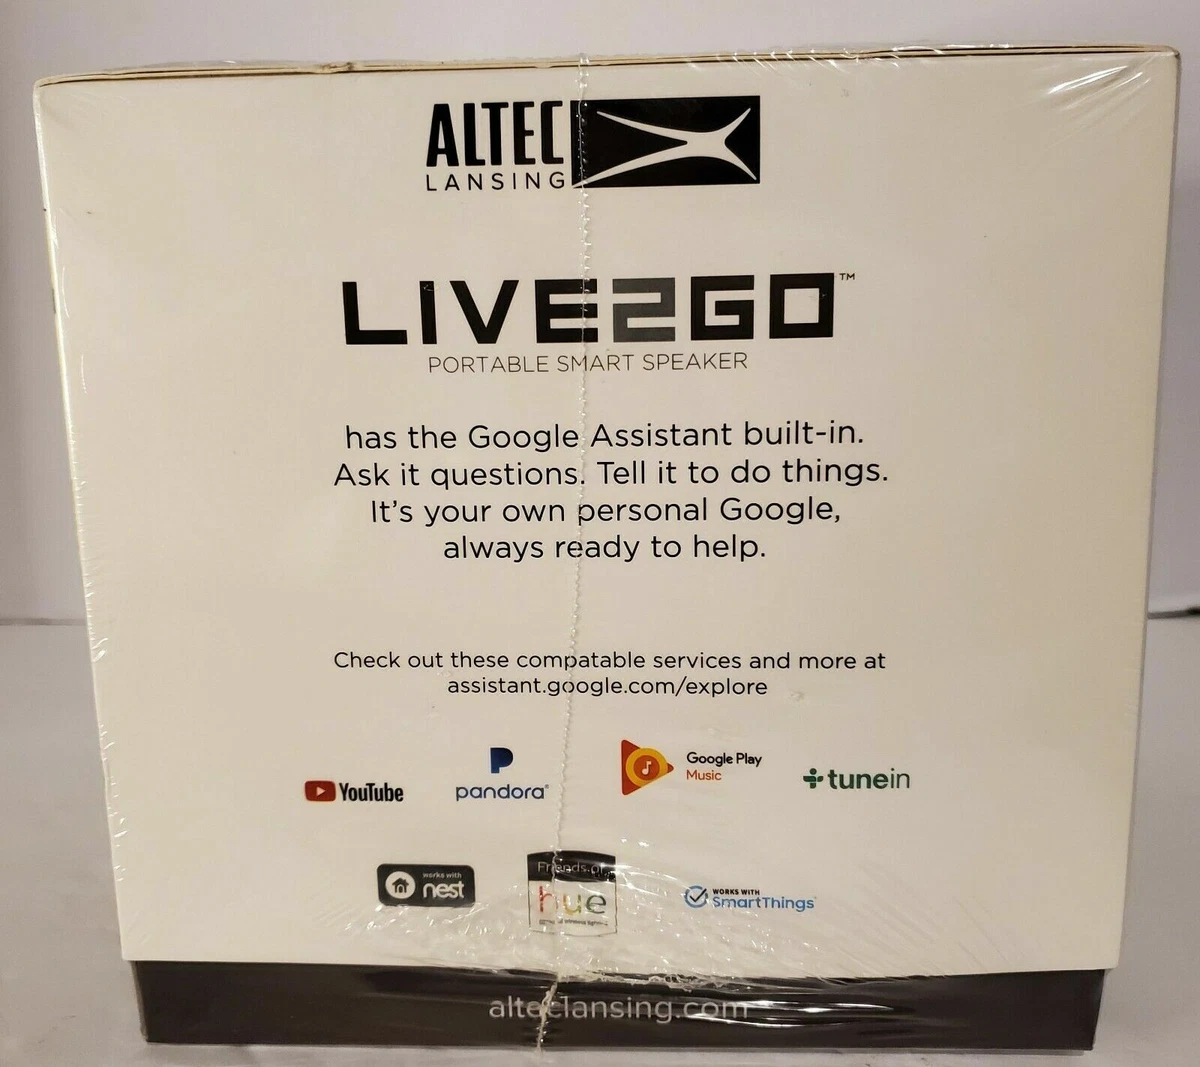 ALTEC
LANSING
LIVE2GO™
PORTABLE SMART SPEAKER
has the Google Assistant built-in.
Ask it questions. Tell it to do things.
It's your own personal Google,
always ready to help.
Check out these compatable services and more at
assistant.google.com/explore
YouTube
pandora®
Google Play
Music
tunein
works with
nest
Friends of
hue
WORKS WITH
SmartThings
alteclansing.com